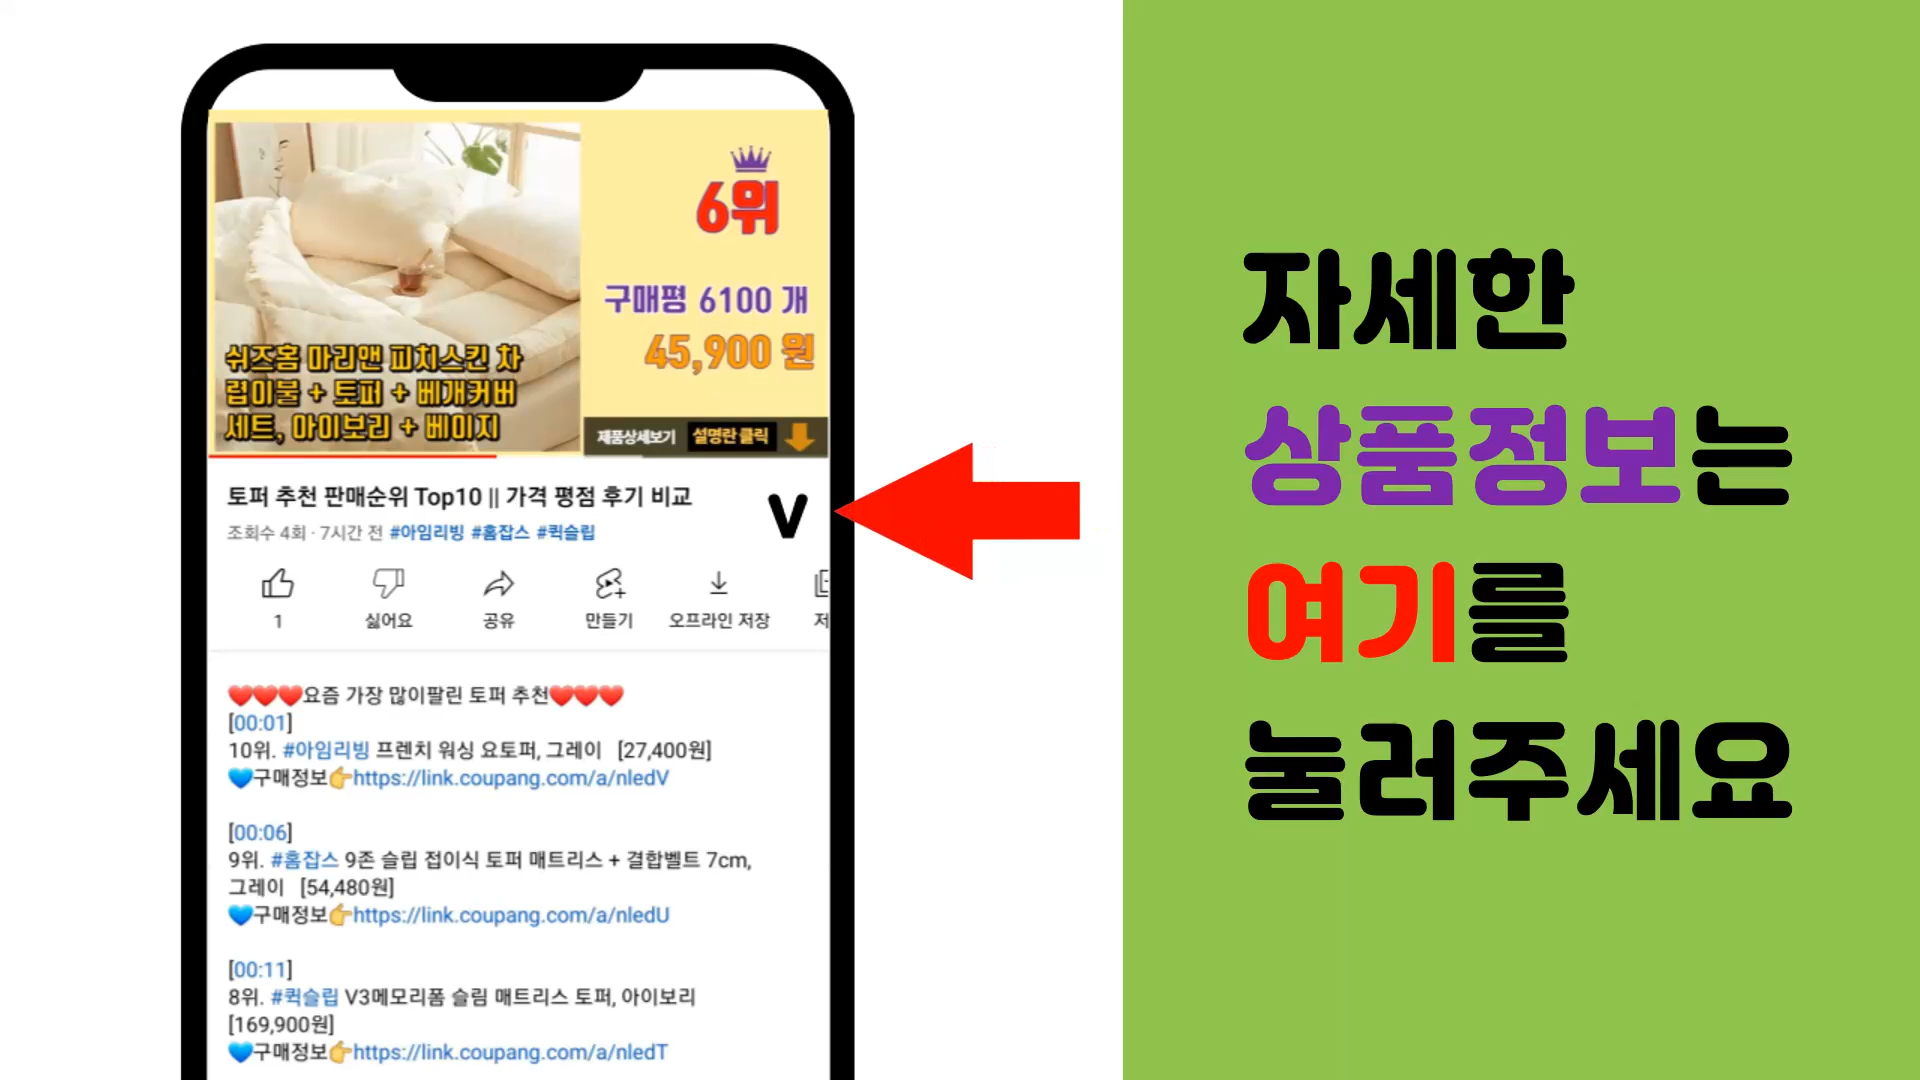 6위
구매평 6100 개
45,900 원
쉬즈홈 마리앤 피치스킨 차
렵이불 + 토퍼 + 베개커버
세트, 아이보리 + 베이지
제품상세보기 설명란 클릭
토퍼 추천 판매순위 Top10 || 가격 평점 후기 비교
V
조회수 4회 · 7시간 전 #아임리빙 #홈잡스 #퀵슬립
1 싫어요 공유 만들기 오프라인 저장 저
❤️❤️❤️요즘 가장 많이팔린 토퍼 추천❤️❤️❤️
[00:01]
10위. #아임리빙 프렌치 워싱 요토퍼, 그레이 [27,400원]
💙구매정보👉https://link.coupang.com/a/nledV
[00:06]
9위. #홈잡스 9존 슬립 접이식 토퍼 매트리스 + 결합벨트 7cm,
그레이 [54,480원]
💙구매정보👉https://link.coupang.com/a/nledU
[00:11]
8위. #퀵슬립 V3메모리폼 슬림 매트리스 토퍼, 아이보리
[169,900원]
💙구매정보👉https://link.coupang.com/a/nledT
자세한
상품정보는
여기를
눌러주세요